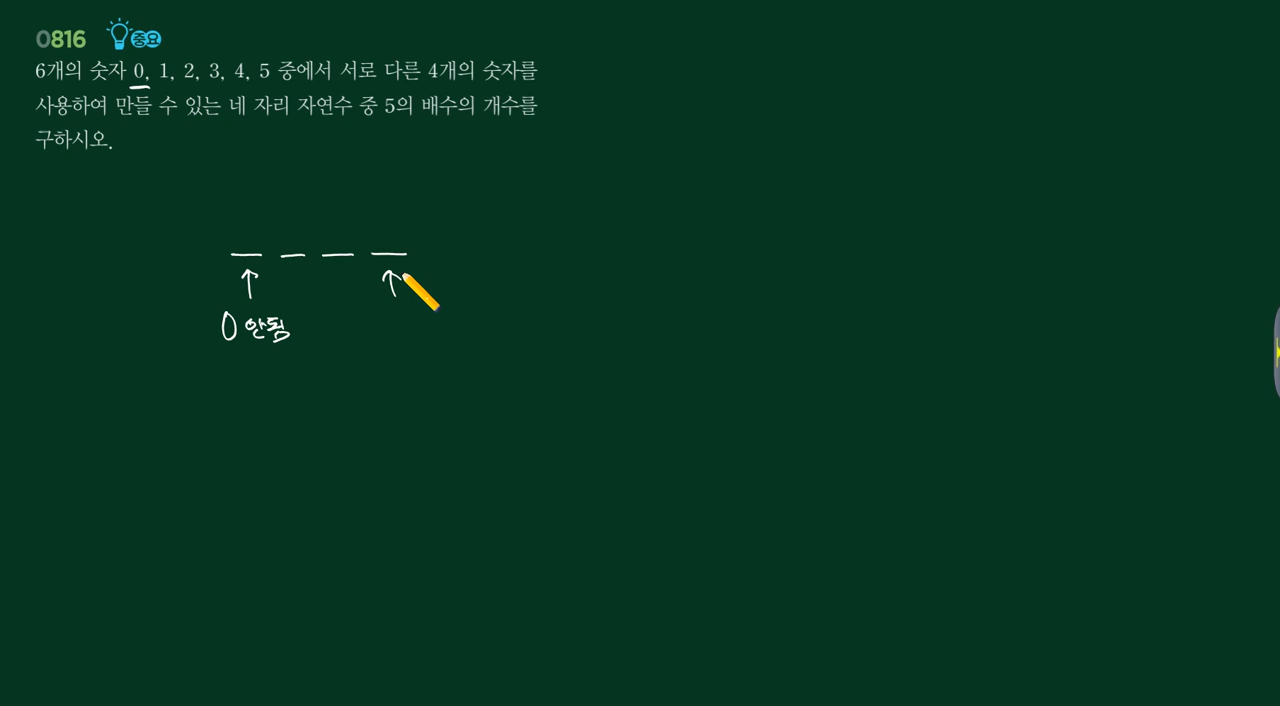 0816 중요
6개의 숫자 0, 1, 2, 3, 4, 5 중에서 서로 다른 4개의 숫자를
사용하여 만들 수 있는 네 자리 자연수 중 5의 배수의 개수를
구하시오.
0 안됨